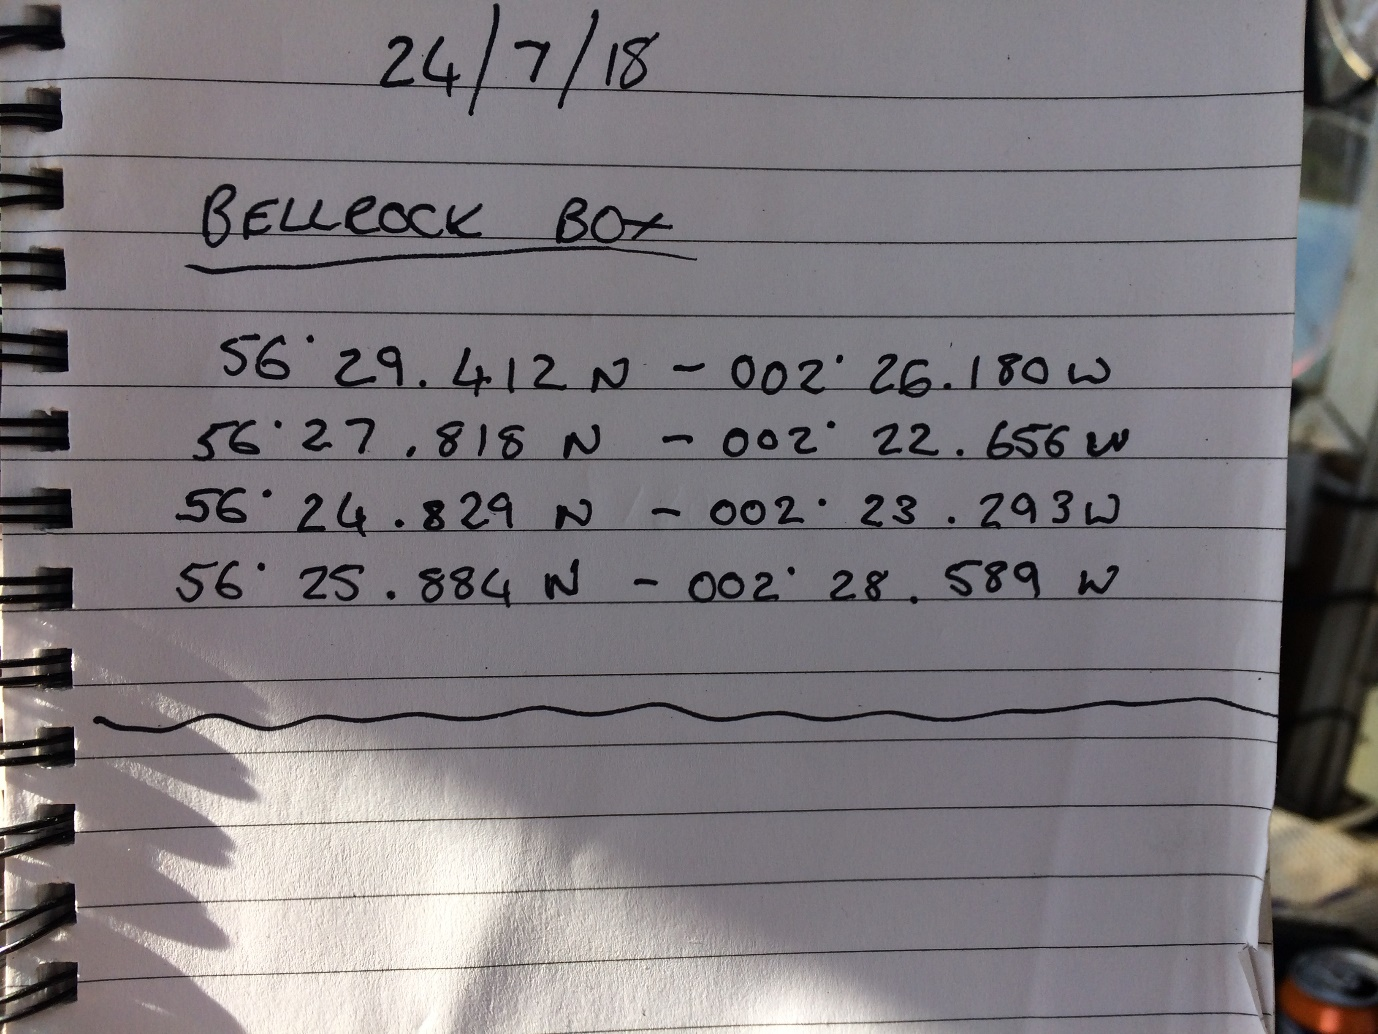 24/7/18
BELLROCK BOX
56° 29.412 N - 002° 26.180 W
56° 27.818 N - 002° 22.656 W
56° 24.829 N - 002° 23.293 W
56° 25.884 N - 002° 28.589 W